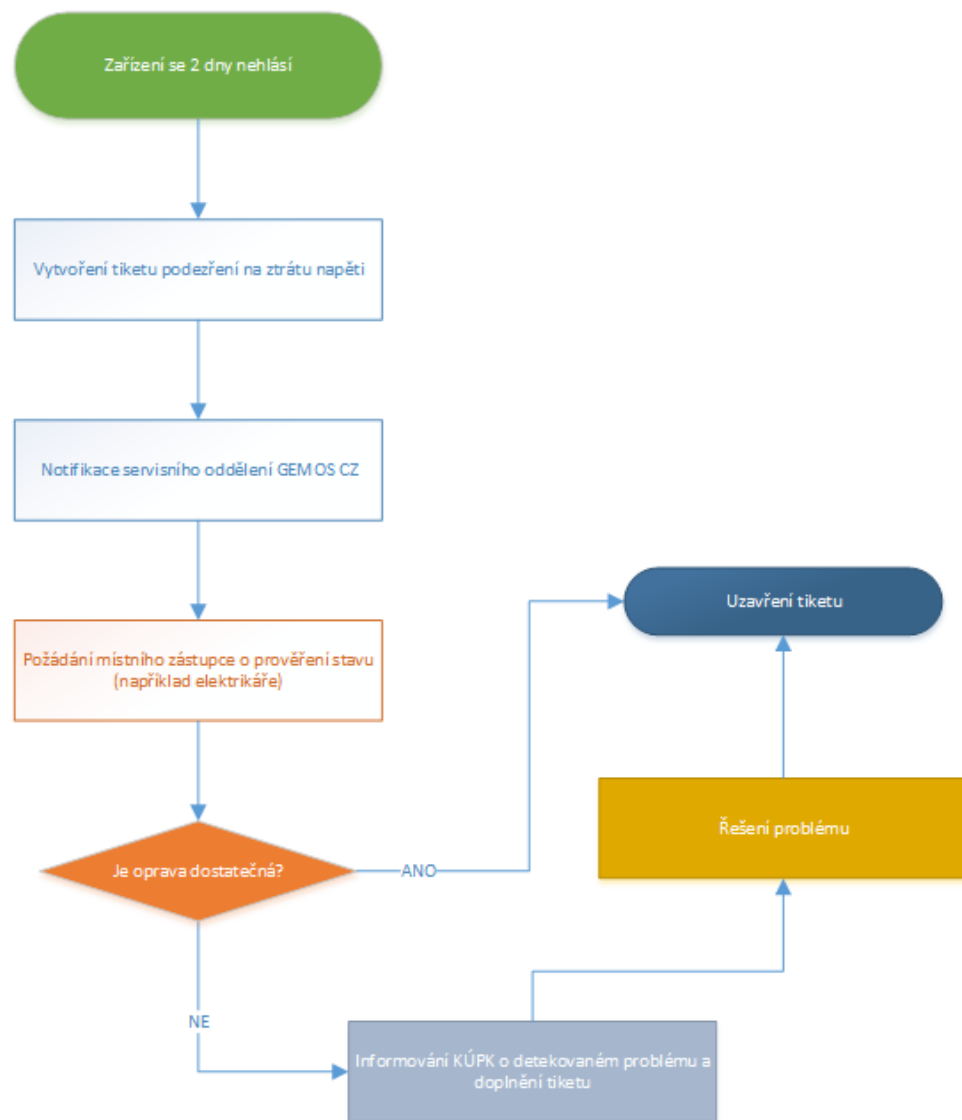 Zařízení se 2 dny nehlásí
Vytvoření tiketu podezření na ztrátu napěti
Notifikace servisního oddělení GEMOS CZ
Požádání místního zástupce o prověření stavu
(například elektrikáře)
Uzavření tiketu
Řešení problému
Je oprava dostatečná?
ANO
NE
Informování KÚPK o detekovaném problému a
doplnění tiketu